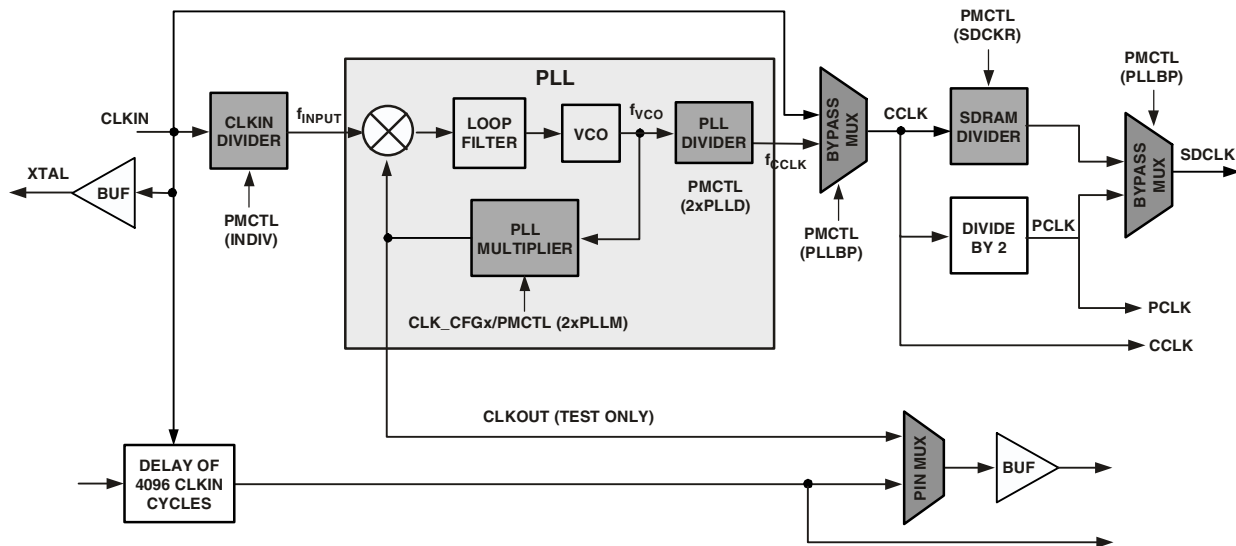 PMCTL
(SDCKR)
PMCTL
(PLLBP)
PLL
CLKIN
CLKIN
DIVIDER
fINPUT
LOOP
FILTER
VCO
fVCO
PLL
DIVIDER
fCCLK
BYPASS
MUX
CCLK
SDRAM
DIVIDER
BYPASS
MUX
SDCLK
XTAL
BUF
PMCTL
(INDIV)
PMCTL
(2xPLLD)
PLL
MULTIPLIER
PMCTL
(PLLBP)
DIVIDE
BY 2
PCLK
CLK_CFGx/PMCTL (2xPLLM)
PCLK
CCLK
CLKOUT (TEST ONLY)
DELAY OF
4096 CLKIN
CYCLES
PIN MUX
BUF